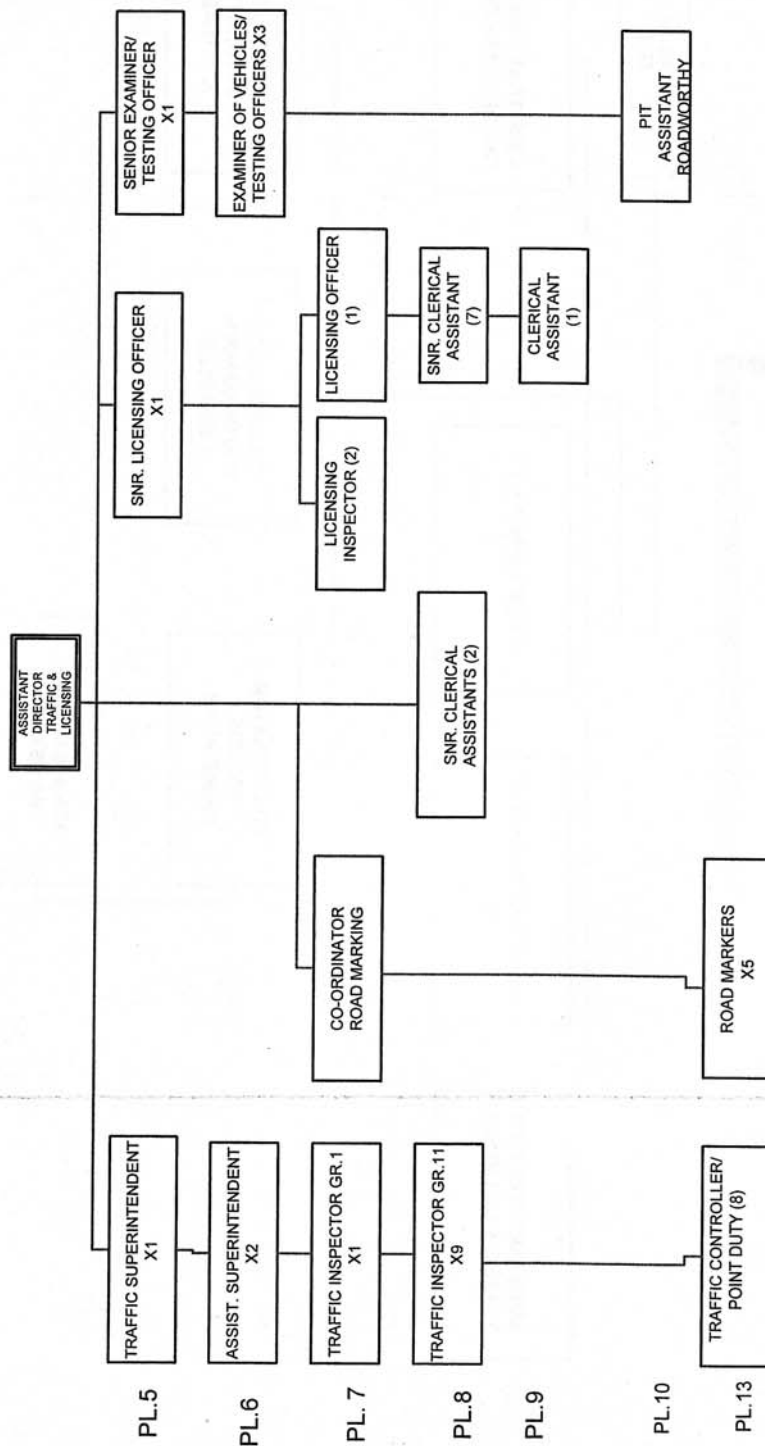 ASSISTANT
DIRECTOR
TRAFFIC &
LICENSING
PL.5
TRAFFIC SUPERINTENDENT
X1
SNR. LICENSING OFFICER
X1
SENIOR EXAMINER/
TESTING OFFICER
X1
PL.6
ASSIST. SUPERINTENDENT
X2
EXAMINER OF VEHICLES/
TESTING OFFICERS X3
PL. 7
TRAFFIC INSPECTOR GR.1
X1
CO-ORDINATOR
ROAD MARKING
LICENSING
INSPECTOR (2)
LICENSING OFFICER
(1)
PL.8
TRAFFIC INSPECTOR GR.11
X9
SNR. CLERICAL
ASSISTANTS (2)
SNR. CLERICAL
ASSISTANT
(7)
PL.9
CLERICAL
ASSISTANT
(1)
PL.10
PIT
ASSISTANT
ROADWORTHY
PL.13
TRAFFIC CONTROLLER/
POINT DUTY (8)
ROAD MARKERS
X5